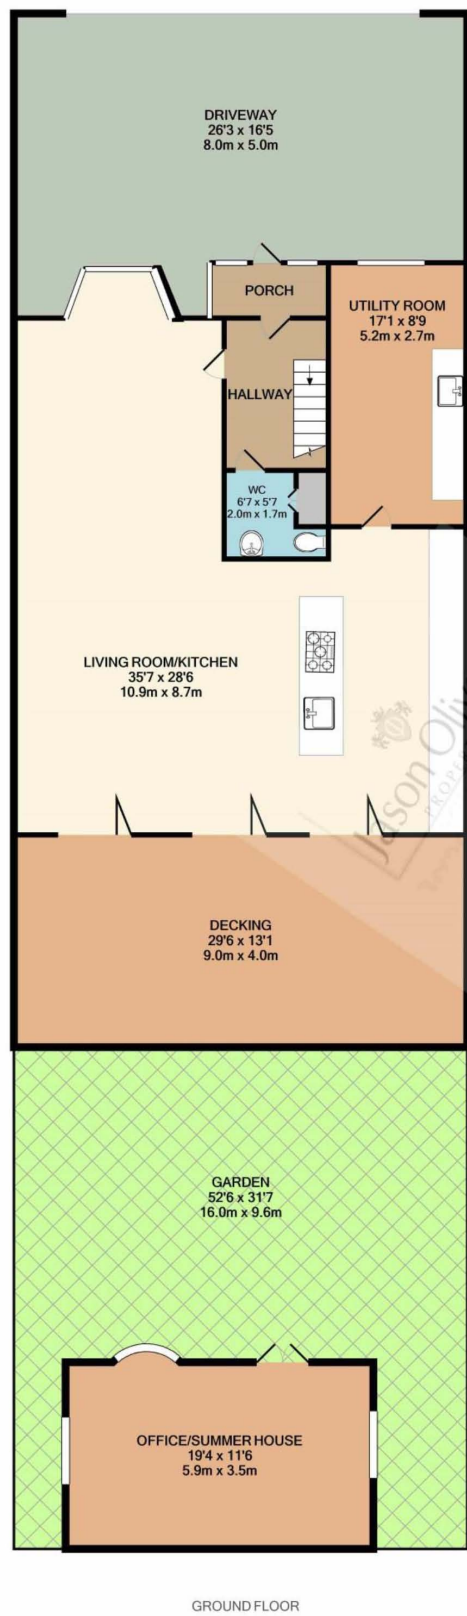 DRIVEWAY
26'3 x 16'5
8.0m x 5.0m
PORCH
UTILITY ROOM
17'1 x 8'9
5.2m x 2.7m
HALLWAY
WC
6'7 x 5'7
2.0m x 1.7m
LIVING ROOM/KITCHEN
35'7 x 28'6
10.9m x 8.7m
Jason
DECKING
29'6 x 13'1
9.0m x 4.0m
GARDEN
52'6 x 31'7
16.0m x 9.6m
OFFICE/SUMMER HOUSE
19'4 x 11'6
5.9m x 3.5m
GROUND FLOOR